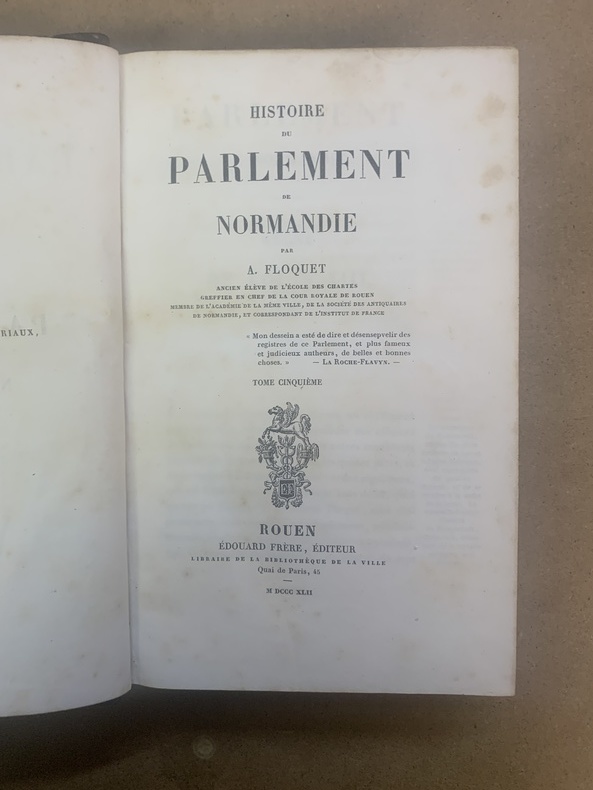 HISTOIRE
DU
PARLEMENT
DE
NORMANDIE
PAR
A. FLOQUET
ANCIEN ÉLÈVE DE L'ÉCOLE DES CHARTES
GREFFIER EN CHEF DE LA COUR ROYALE DE ROUEN
MEMBRE DE L'ACADÉMIE DE LA MÊME VILLE, DE LA SOCIÉTÉ DES ANTIQUAIRES
DE NORMANDIE, ET CORRESPONDANT DE L'INSTITUT DE FRANCE
RIAUX.
« Mon dessein a esté de dire et désensepvelir des
registres de ce Parlement, et plus fameux
et judicieux autheurs, de belles et bonnes
choses. » — LA ROCHE-FLAVYN. —
TOME CINQUIÈME
EF
ROUEN
ÉDOUARD FRÈRE, ÉDITEUR
LIBRAIRE DE LA BIBLIOTHÈQUE DE LA VILLE
Quai de Paris, 45
M DCCC XLII